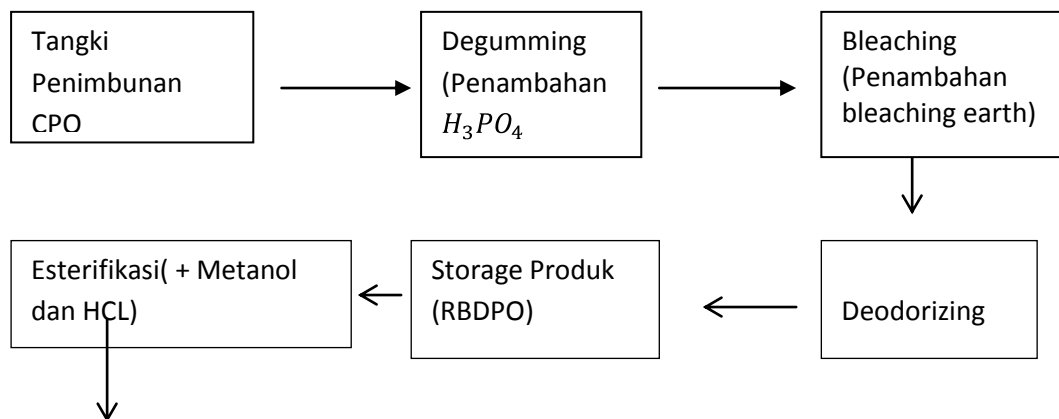 Tangki
Penimbunan
CPO
Degumming
(Penambahan
H₃PO₄
Bleaching
(Penambahan
bleaching earth)
Deodorizing
Storage Produk
(RBDPO)
Esterifikasi( + Metanol
dan HCL)